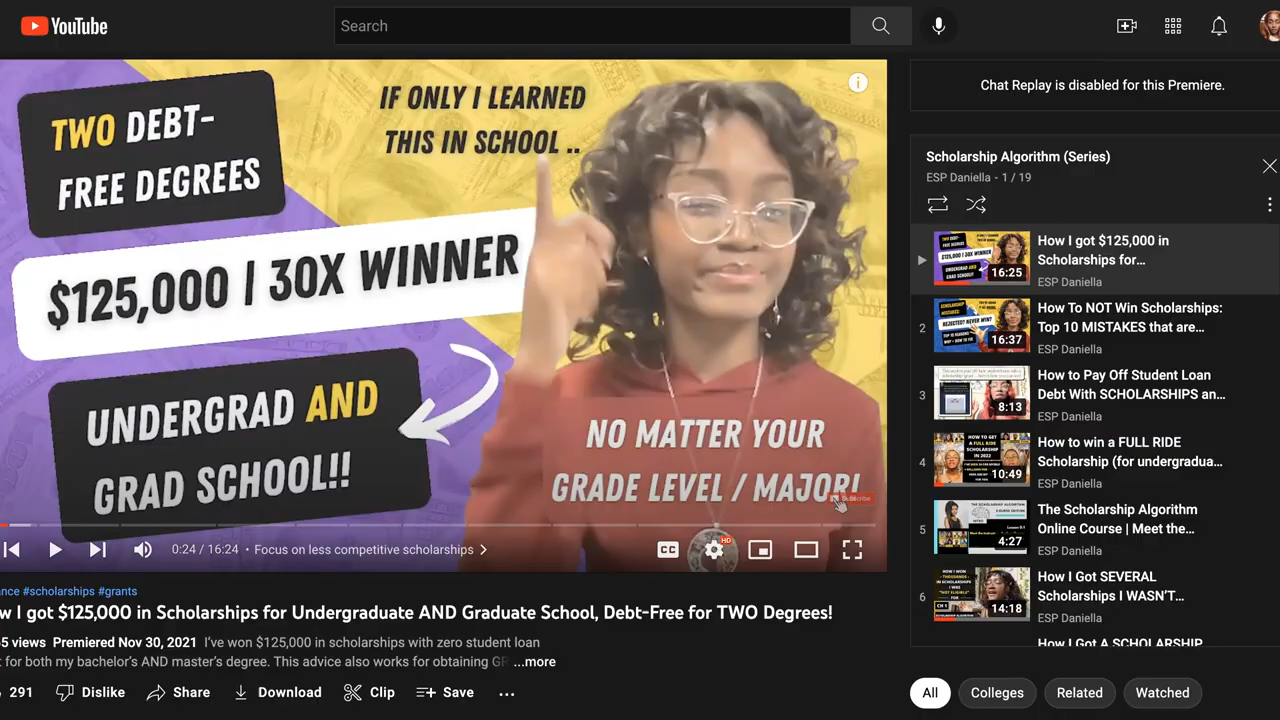 YouTube
Search
TWO DEBT-
FREE DEGREES
IF ONLY I LEARNED
THIS IN SCHOOL ..
$125,000 | 30X WINNER
UNDERGRAD AND
GRAD SCHOOL!!
NO MATTER YOUR
GRADE LEVEL / MAJOR!
Subscribe
0:24 / 16:24 • Focus on less competitive scholarships
CC
HD
#scholarships #grants
I got $125,000 in Scholarships for Undergraduate AND Graduate School, Debt-Free for TWO Degrees!
views Premiered Nov 30, 2021 I've won $125,000 in scholarships with zero student loan
for both my bachelor's AND master's degree. This advice also works for obtaining ...more
291 Dislike Share Download Clip Save ...
Chat Replay is disabled for this Premiere.
Scholarship Algorithm (Series)
ESP Daniella - 1 / 19
16:25
How I got $125,000 in
Scholarships for...
ESP Daniella
2
16:37
How To NOT Win Scholarships:
Top 10 MISTAKES that are...
ESP Daniella
3
8:13
How to Pay Off Student Loan
Debt With SCHOLARSHIPS an...
ESP Daniella
4
10:49
How to win a FULL RIDE
Scholarship (for undergradua...
ESP Daniella
5
4:27
The Scholarship Algorithm
Online Course | Meet the...
ESP Daniella
6
14:18
How I Got SEVERAL
Scholarships I WASN'T...
ESP Daniella
How I Got A SCHOLARSHIP
All Colleges Related Watched